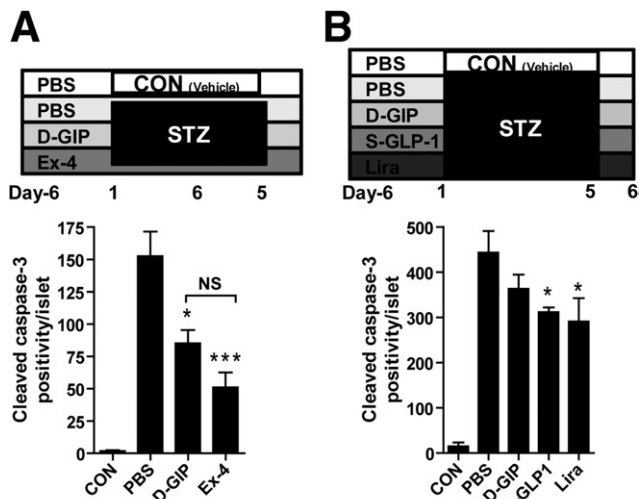 A
PBS CON (Vehicle)
PBS
D-GIP STZ
Ex-4
Day-6 1 6 5
Cleaved caspase-3
positivity/islet
175
150
125
100
75
50
25
0
NS
*
***
CON PBS D-GIP Ex-4
B
PBS CON (Vehicle)
PBS
D-GIP STZ
S-GLP-1
Lira
Day-6 1 5 6
Cleaved caspase-3
positivity/islet
500
400
300
200
100
0
* *
CON PBS D-GIP GLP1 Lira